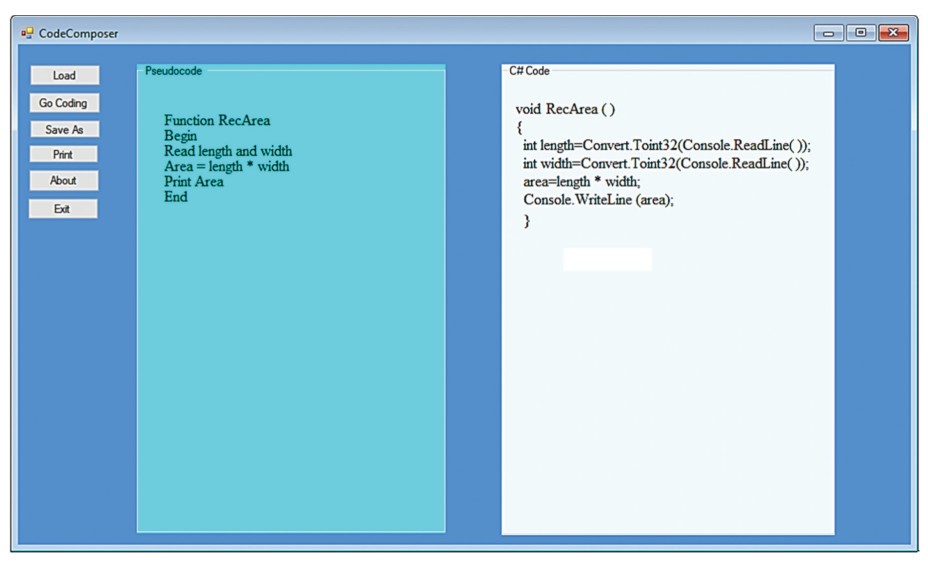 CodeComposer
Load
Go Coding
Save As
Print
About
Exit
Pseudocode
Function RecArea
Begin
Read length and width
Area = length * width
Print Area
End
C# Code
void RecArea ( )
{
int length=Convert.Toint32(Console.ReadLine( ));
int width=Convert.Toint32(Console.ReadLine( ));
area=length * width;
Console.WriteLine (area);
}